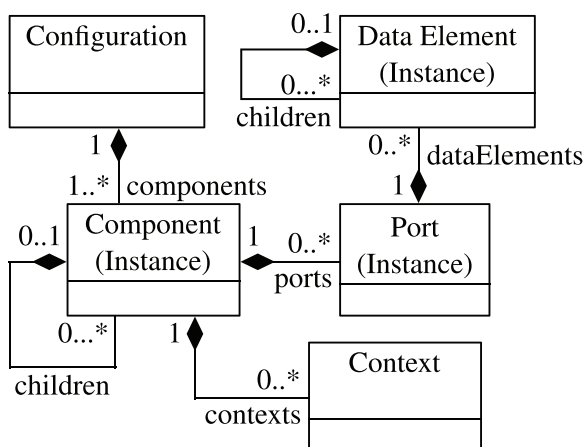 Configuration
0..1
Data Element
(Instance)
0...*
children
1
0..*
dataElements
1..*
components
1
0..1
Component
(Instance)
1
0..*
ports
Port
(Instance)
0...*
1
children
0..*
contexts
Context